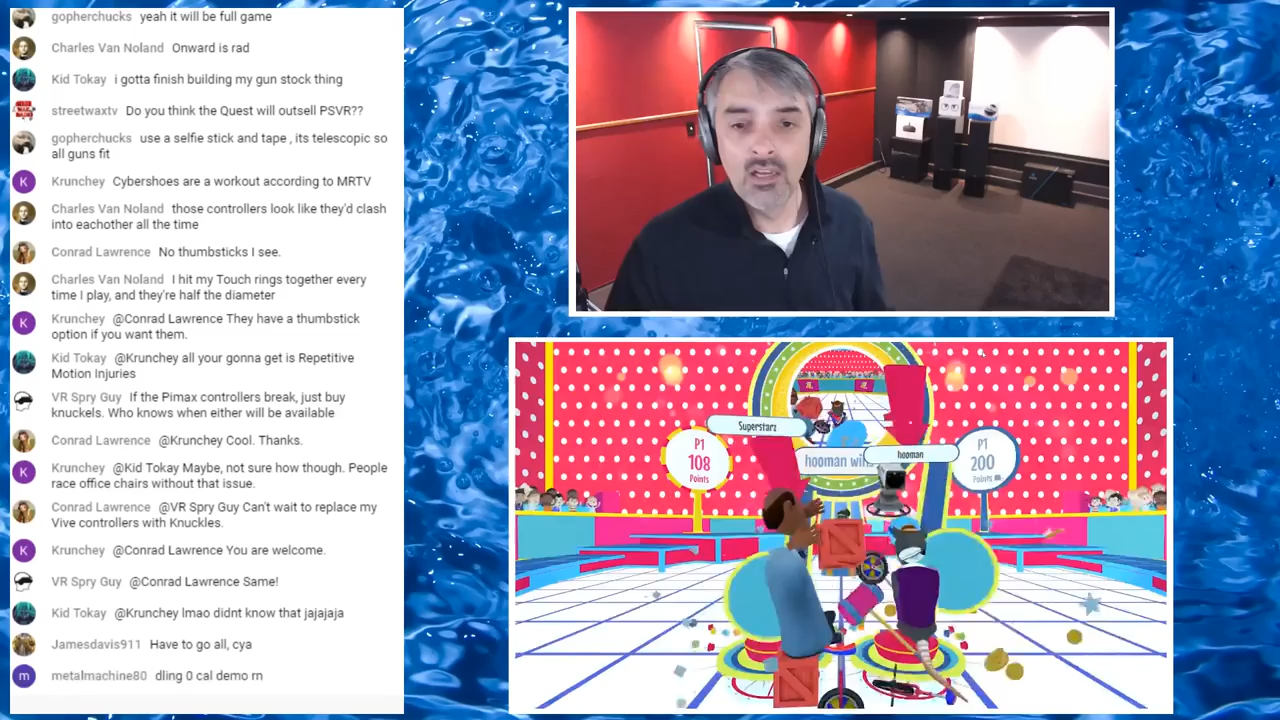 gopherchucks yeah it will be full game
Charles Van Noland Onward is rad
Kid Tokay i gotta finish building my gun stock thing
streetwaxtv Do you think the Quest will outsell PSVR??
gopherchucks use a selfie stick and tape , its telescopic so
all guns fit
K Krunchey Cybershoes are a workout according to MRTV
Charles Van Noland those controllers look like they'd clash
into eachother all the time
Conrad Lawrence No thumbsticks I see.
Charles Van Noland I hit my Touch rings together every
time I play, and they're half the diameter
K Krunchey @Conrad Lawrence They have a thumbstick
option if you want them.
Kid Tokay @Krunchey all your gonna get is Repetitive
Motion Injuries
VR Spry Guy If the Pimax controllers break, just buy
knuckels. Who knows when either will be available
Conrad Lawrence @Krunchey Cool. Thanks.
K Krunchey @Kid Tokay Maybe, not sure how though. People
race office chairs without that issue.
Conrad Lawrence @VR Spry Guy Can't wait to replace my
Vive controllers with Knuckles.
K Krunchey @Conrad Lawrence You are welcome.
VR Spry Guy @Conrad Lawrence Same!
Kid Tokay @Krunchey lmao didnt know that jajajaja
Jamesdavis911 Have to go all, cya
m metalmachine80 dling 0 cal demo rn
Superstarz
hooman
hooman win
P1
108
Points
P1
200
Points